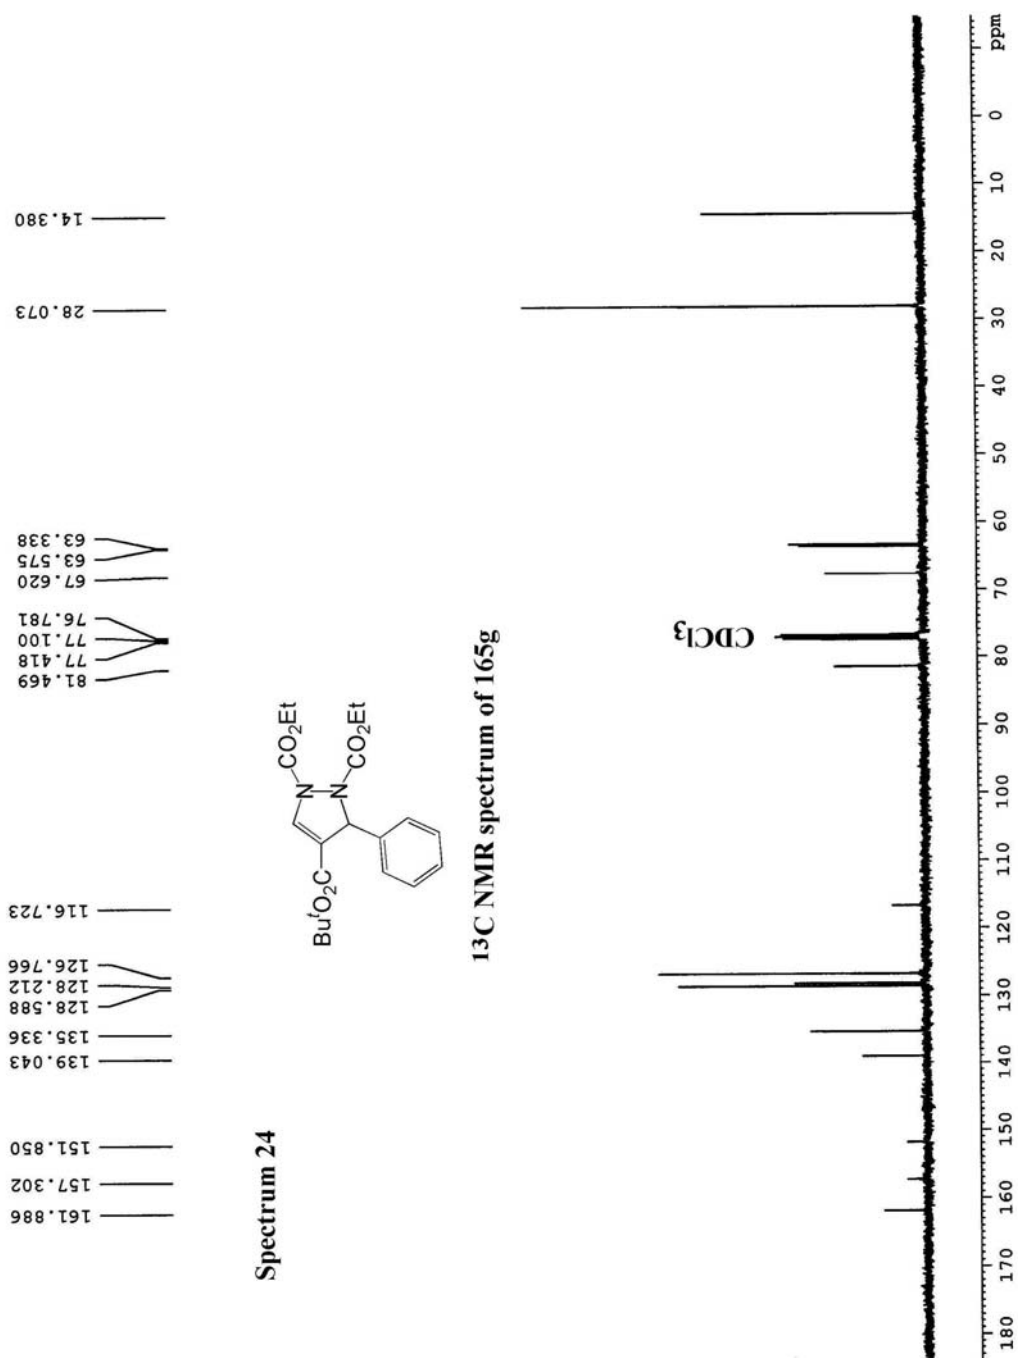 Spectrum 24
161.886
157.302
151.850
139.043
135.336
128.588
128.212
126.766
116.723
81.469
77.418
77.100
76.781
67.620
63.575
63.338
28.073
14.380
CO₂Et
N
N
CO₂Et
BuᵗO₂C
¹³C NMR spectrum of 165g
CDCl₃
180 170 160 150 140 130 120 110 100 90 80 70 60 50 40 30 20 10 0 ppm